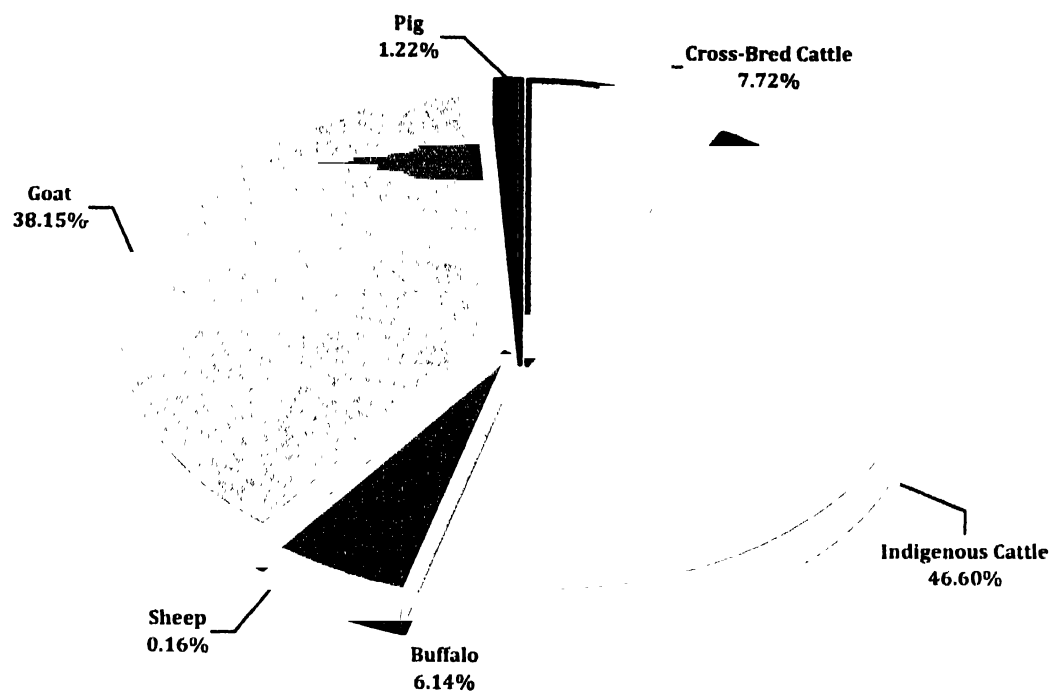 Pig
1.22%
Cross-Bred Cattle
7.72%
Goat
38.15%
Indigenous Cattle
46.60%
Sheep
0.16%
Buffalo
6.14%